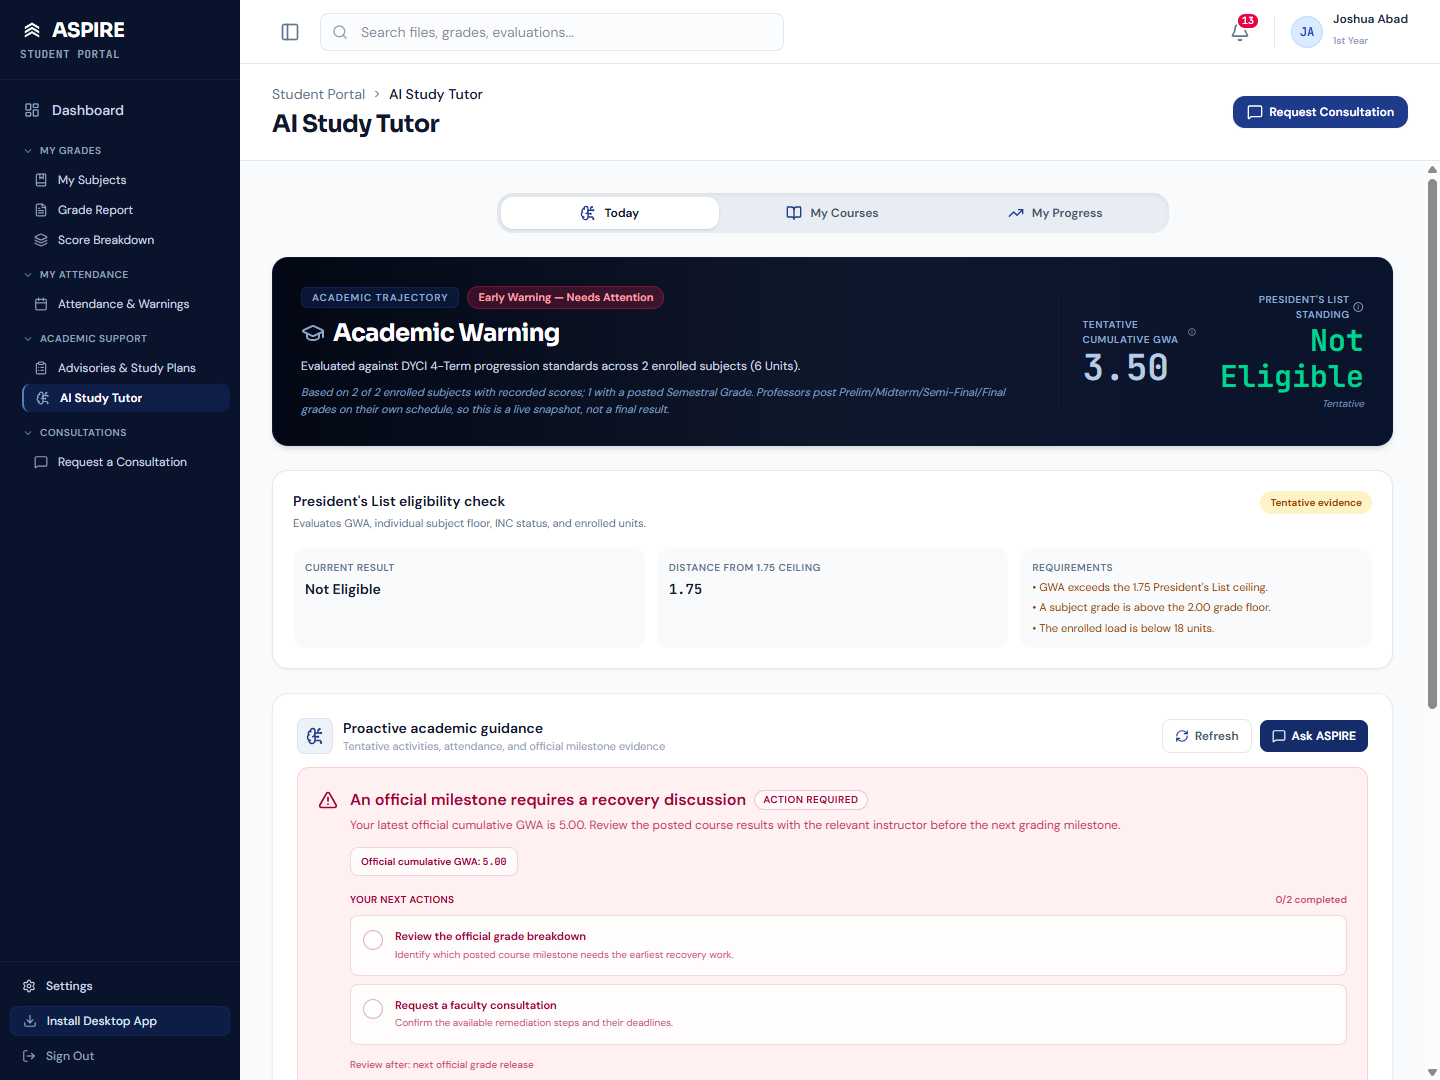 ASPIRE
STUDENT PORTAL
Dashboard
MY GRADES
My Subjects
Grade Report
Score Breakdown
MY ATTENDANCE
Attendance & Warnings
ACADEMIC SUPPORT
Advisories & Study Plans
AI Study Tutor
CONSULTATIONS
Request a Consultation
Settings
Install Desktop App
Sign Out
Search files, grades, evaluations...
13
JA
Joshua Abad
1st Year
Student Portal > AI Study Tutor
AI Study Tutor
Request Consultation
Today
My Courses
My Progress
ACADEMIC TRAJECTORY
Early Warning — Needs Attention
Academic Warning
Evaluated against DYCI 4-Term progression standards across 2 enrolled subjects (6 Units).
Based on 2 of 2 enrolled subjects with recorded scores; 1 with a posted Semestral Grade. Professors post Prelim/Midterm/Semi-Final/Final
grades on their own schedule, so this is a live snapshot, not a final result.
TENTATIVE
CUMULATIVE GWA
3.50
PRESIDENT'S LIST
STANDING
Not
Eligible
Tentative
President's List eligibility check
Evaluates GWA, individual subject floor, INC status, and enrolled units.
Tentative evidence
CURRENT RESULT
Not Eligible
DISTANCE FROM 1.75 CEILING
1.75
REQUIREMENTS
• GWA exceeds the 1.75 President's List ceiling.
• A subject grade is above the 2.00 grade floor.
• The enrolled load is below 18 units.
Proactive academic guidance
Tentative activities, attendance, and official milestone evidence
Refresh
Ask ASPIRE
An official milestone requires a recovery discussion
ACTION REQUIRED
Your latest official cumulative GWA is 5.00. Review the posted course results with the relevant instructor before the next grading milestone.
Official cumulative GWA: 5.00
YOUR NEXT ACTIONS
0/2 completed
Review the official grade breakdown
Identify which posted course milestone needs the earliest recovery work.
Request a faculty consultation
Confirm the available remediation steps and their deadlines.
Review after: next official grade release